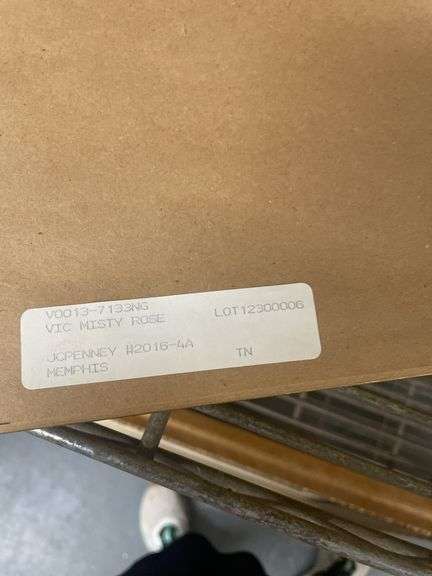 V0013-7133NG
VIC MISTY ROSE LOT12300006
JCPENNEY #2016-4A
MEMPHIS TN